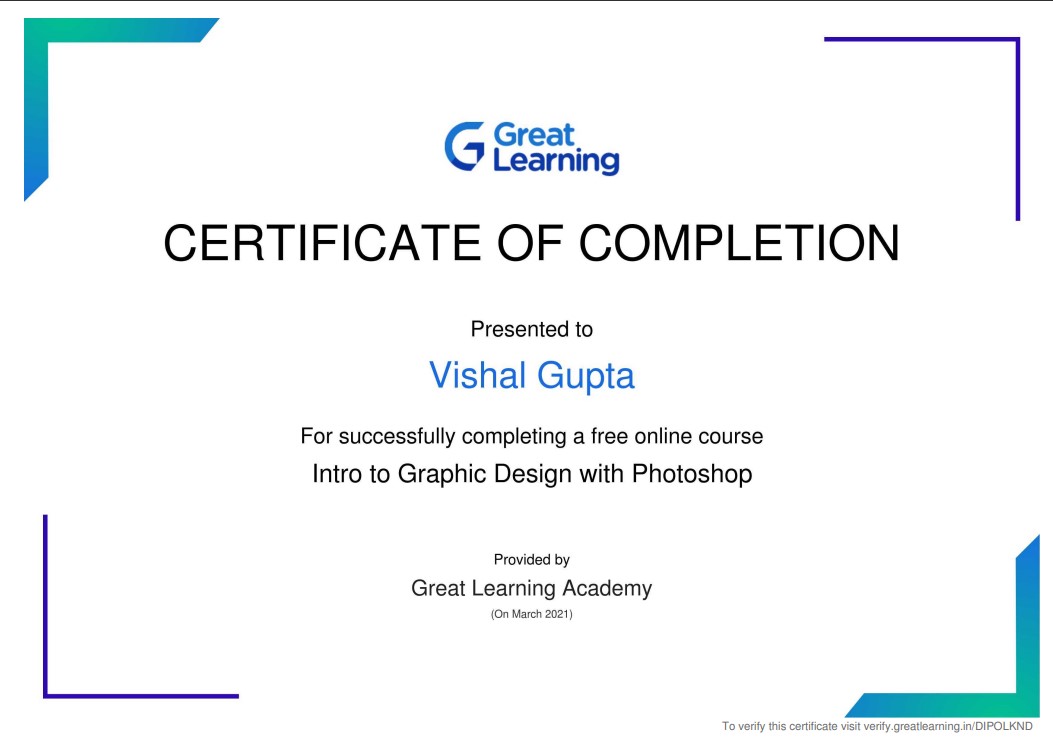 Great
Learning
CERTIFICATE OF COMPLETION
Presented to
Vishal Gupta
For successfully completing a free online course
Intro to Graphic Design with Photoshop
Provided by
Great Learning Academy
(On March 2021)
To verify this certificate visit verify.greatlearning.in/DIPOLKND